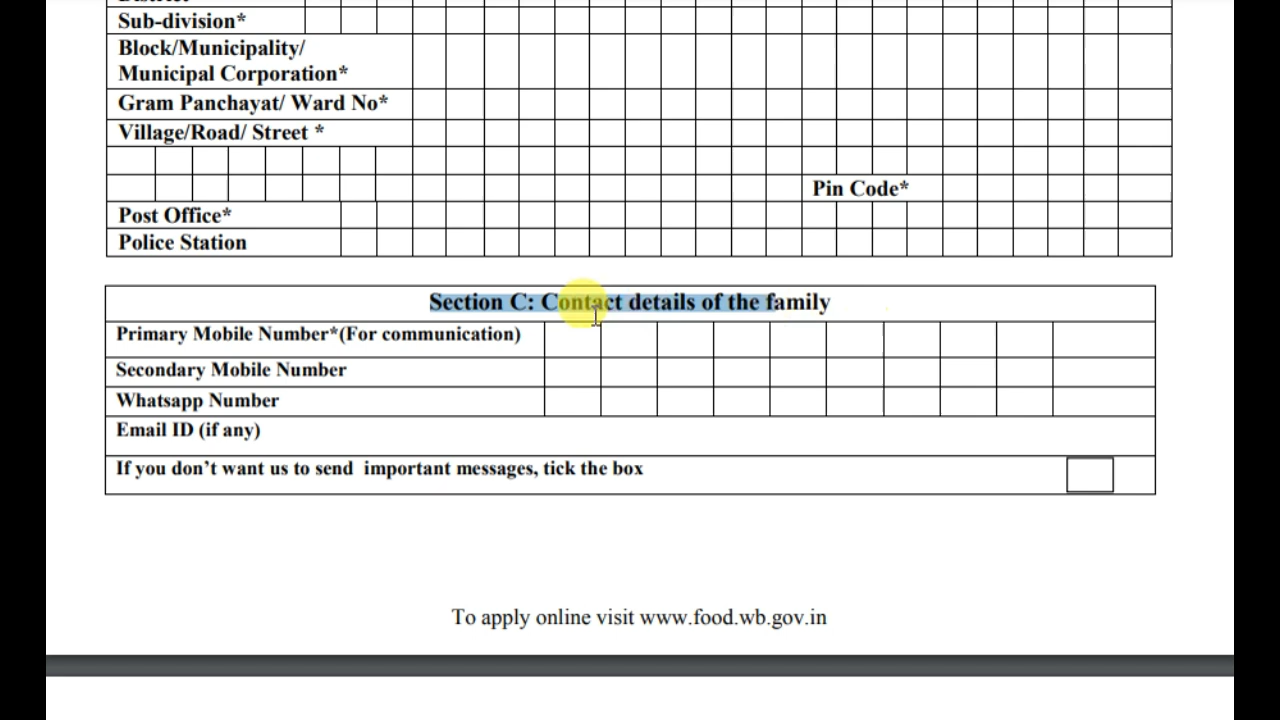 Sub-division*
Block/Municipality/
Municipal Corporation*
Gram Panchayat/ Ward No*
Village/Road/ Street *
Pin Code*
Post Office*
Police Station
Section C: Contact details of the family
Primary Mobile Number*(For communication)
Secondary Mobile Number
Whatsapp Number
Email ID (if any)
If you don’t want us to send  important messages, tick the box
To apply online visit www.food.wb.gov.in